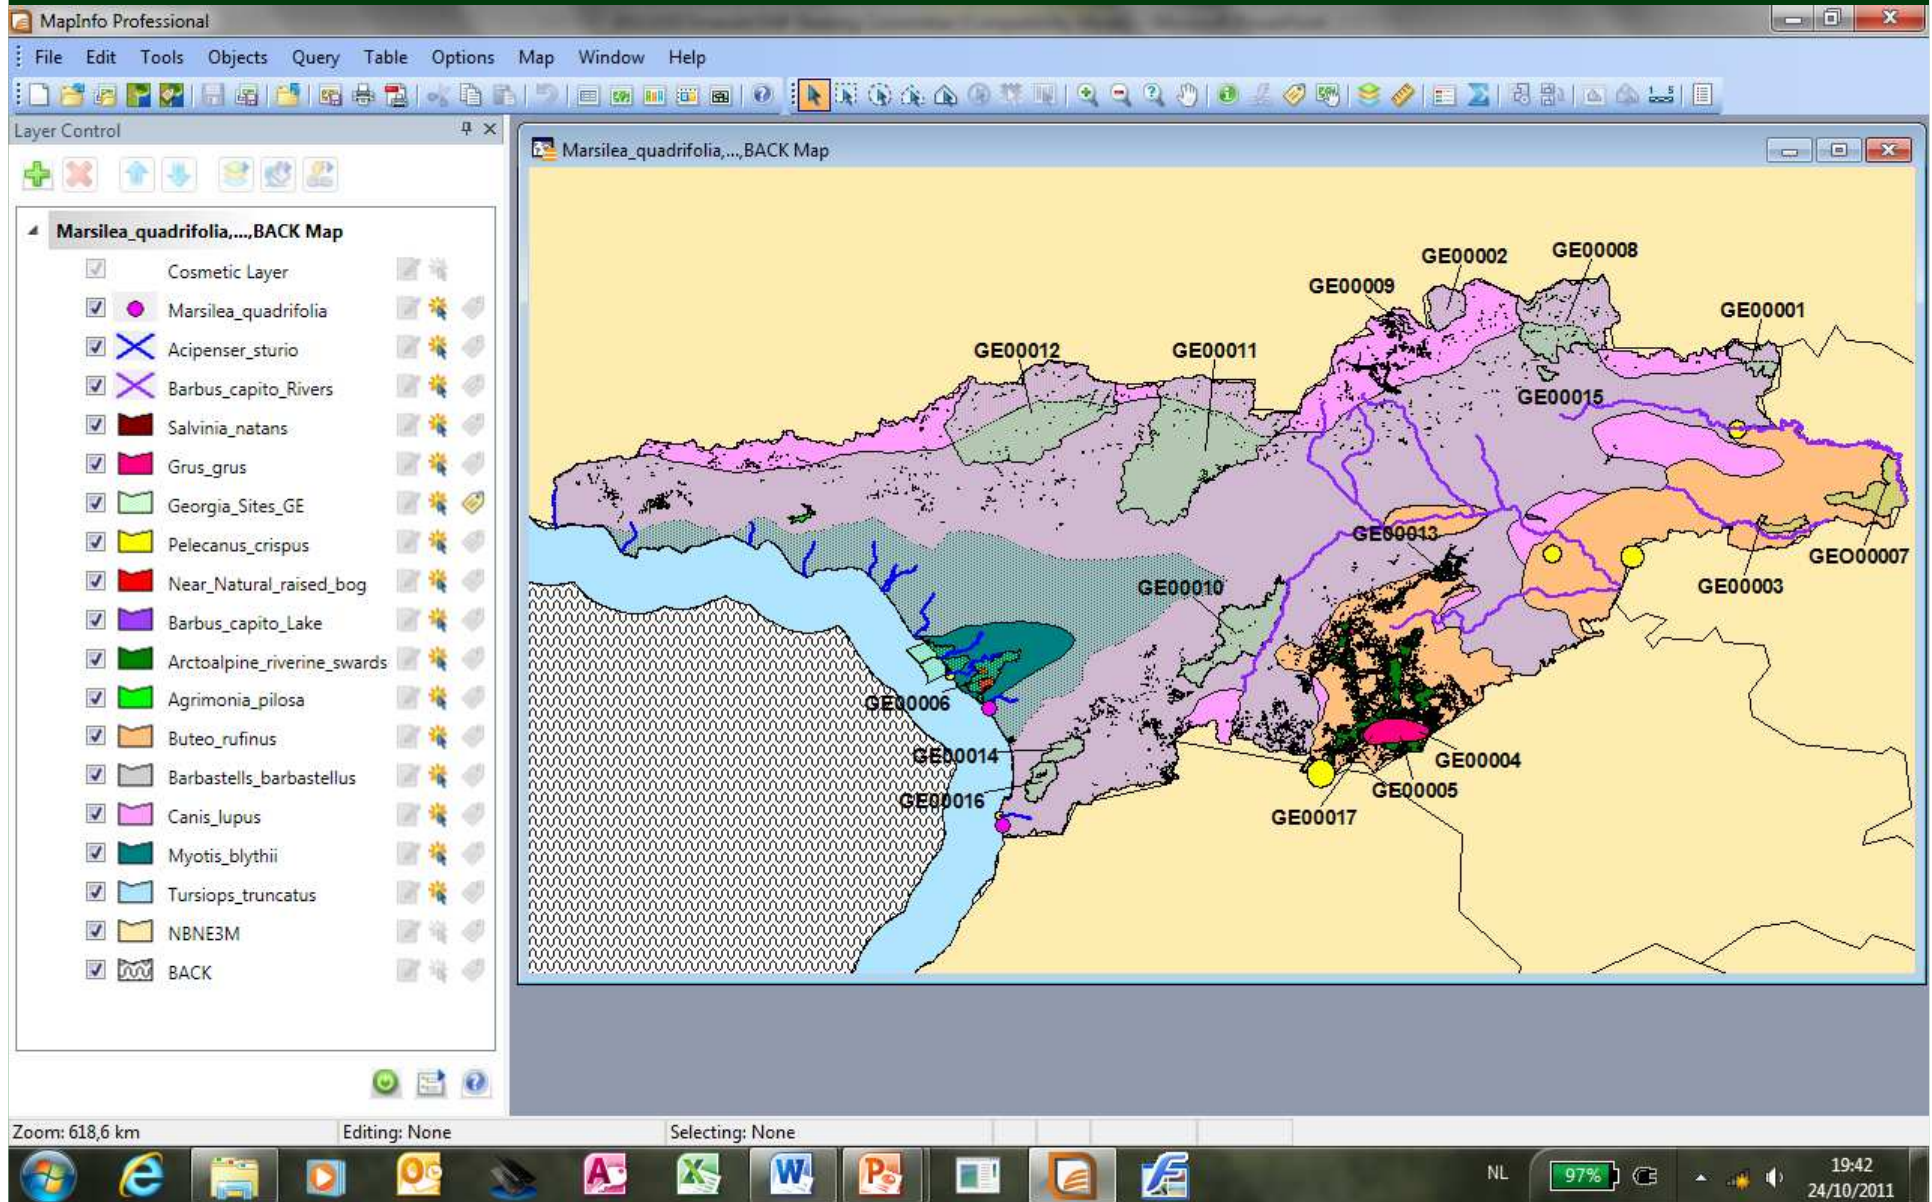 MapInfo Professional
File Edit Tools Objects Query Table Options Map Window Help
Layer Control
Marsilea_quadrifolia,...,BACK Map
Cosmetic Layer
Marsilea_quadrifolia
Acipenser_sturio
Barbus_capito_Rivers
Salvinia_natans
Grus_grus
Georgia_Sites_GE
Pelecanus_crispus
Near_Natural_raised_bog
Barbus_capito_Lake
Arctoalpine_riverine_swards
Agrimonia_pilosa
Buteo_rufinus
Barbastells_barbastellus
Canis_lupus
Myotis_blythii
Tursiops_truncatus
NBNE3M
BACK
Marsilea_quadrifolia,...,BACK Map
GE00002
GE00008
GE00009
GE00001
GE00012
GE00011
GE00015
GE00013
GEO00007
GE00003
GE00010
GE00006
GE00014
GE00004
GE00005
GE00016
GE00017
Zoom: 618,6 km Editing: None Selecting: None
NL 97% 19:42
24/10/2011